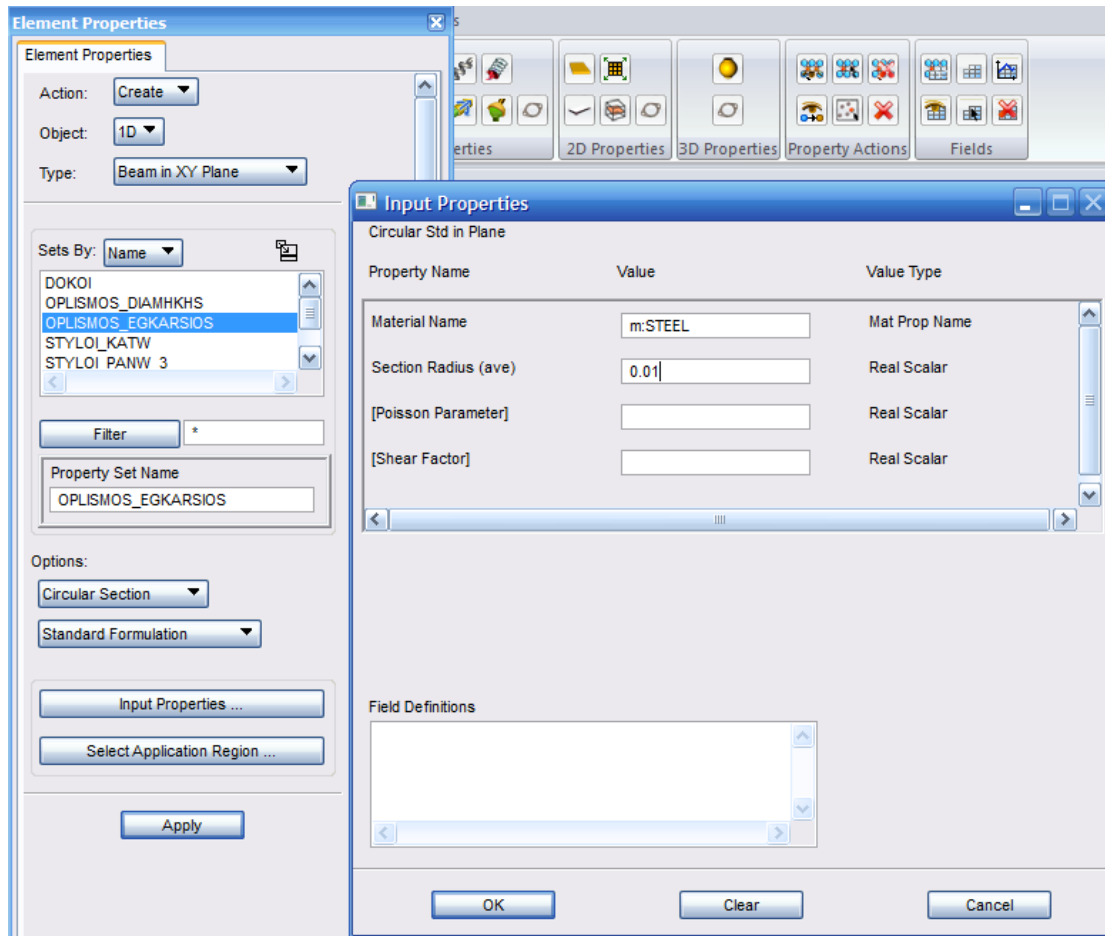 Element Properties
Element Properties
Action: Create
Object: 1D
Type: Beam in XY Plane
Sets By: Name
DOKOI
OPLISMOS_DIAMHKHS
OPLISMOS_EGKARSIOS
STYLOI_KATW
STYLOI_PANW_3
Filter *
Property Set Name
OPLISMOS_EGKARSIOS
Options:
Circular Section
Standard Formulation
Input Properties ...
Select Application Region ...
Apply
2D Properties 3D Properties Property Actions Fields
Input Properties
Circular Std in Plane
Property Name Value Value Type
Material Name m:STEEL Mat Prop Name
Section Radius (ave) 0.01 Real Scalar
[Poisson Parameter] Real Scalar
[Shear Factor] Real Scalar
Field Definitions
OK Clear Cancel